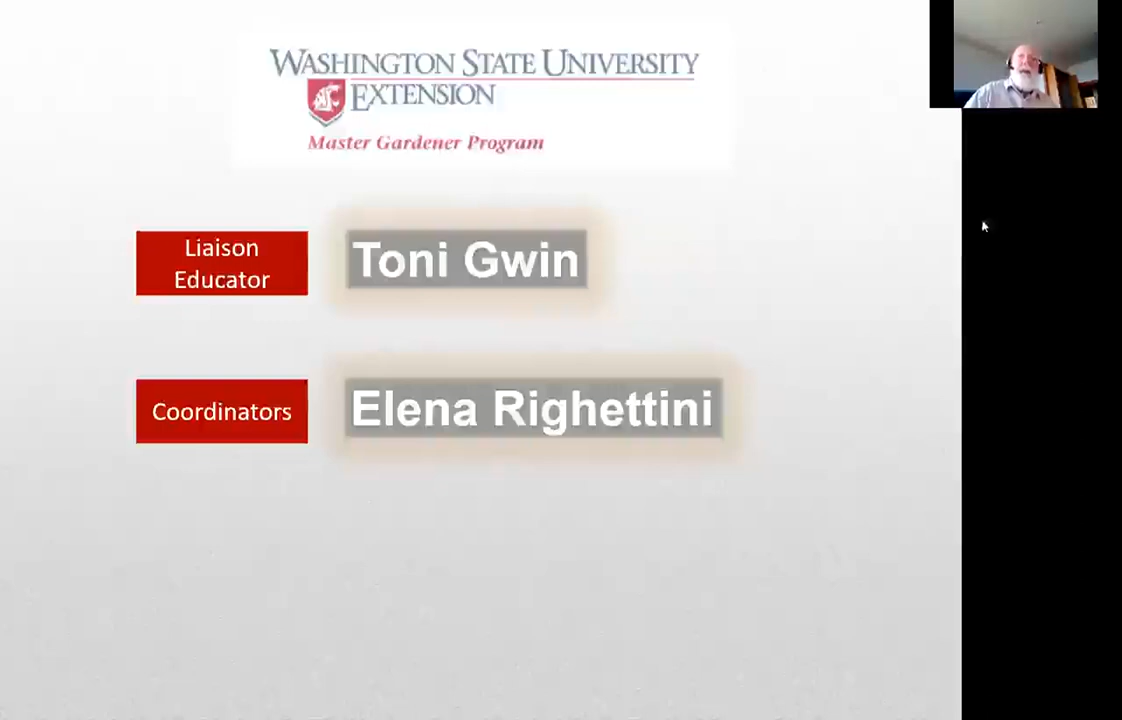 WASHINGTON STATE UNIVERSITY
EXTENSION
Master Gardener Program
Liaison
Educator
Toni Gwin
Coordinators
Elena Righettini